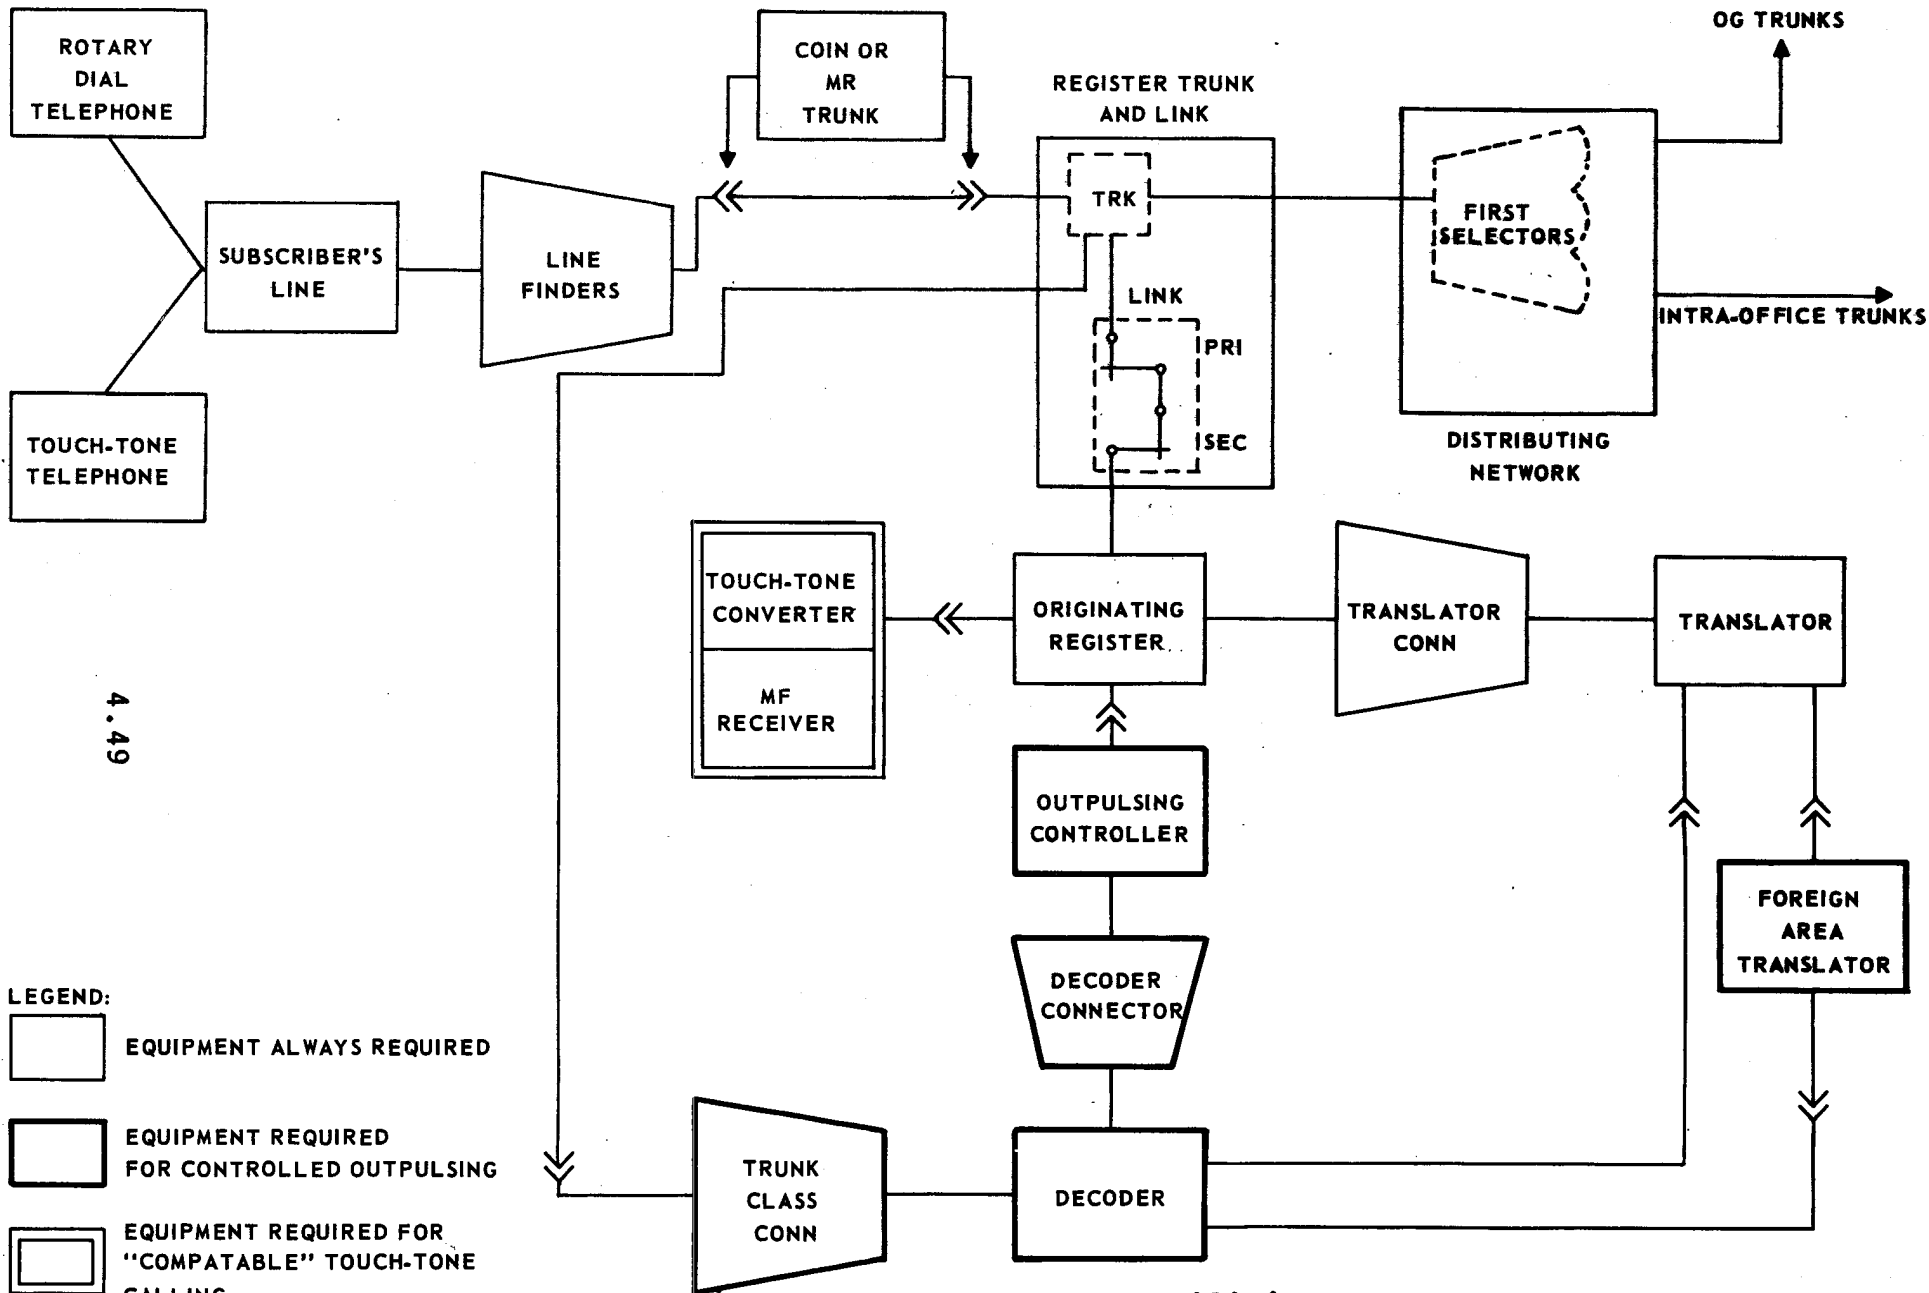 ROTARY
DIAL
TELEPHONE
COIN OR
MR
TRUNK
REGISTER TRUNK
AND LINK
OG TRUNKS
TRK
FIRST
SELECTORS
SUBSCRIBER'S
LINE
LINE
FINDERS
LINK
PRI
SEC
INTRA-OFFICE TRUNKS
DISTRIBUTING
NETWORK
TOUCH-TONE
TELEPHONE
TOUCH-TONE
CONVERTER
MF
RECEIVER
ORIGINATING
REGISTER
TRANSLATOR
CONN
TRANSLATOR
4.49
OUTPULSING
CONTROLLER
FOREIGN
AREA
TRANSLATOR
DECODER
CONNECTOR
LEGEND:
EQUIPMENT ALWAYS REQUIRED
EQUIPMENT REQUIRED
FOR CONTROLLED OUTPULSING
EQUIPMENT REQUIRED FOR
"COMPATABLE" TOUCH-TONE
CALLING
TRUNK
CLASS
CONN
DECODER